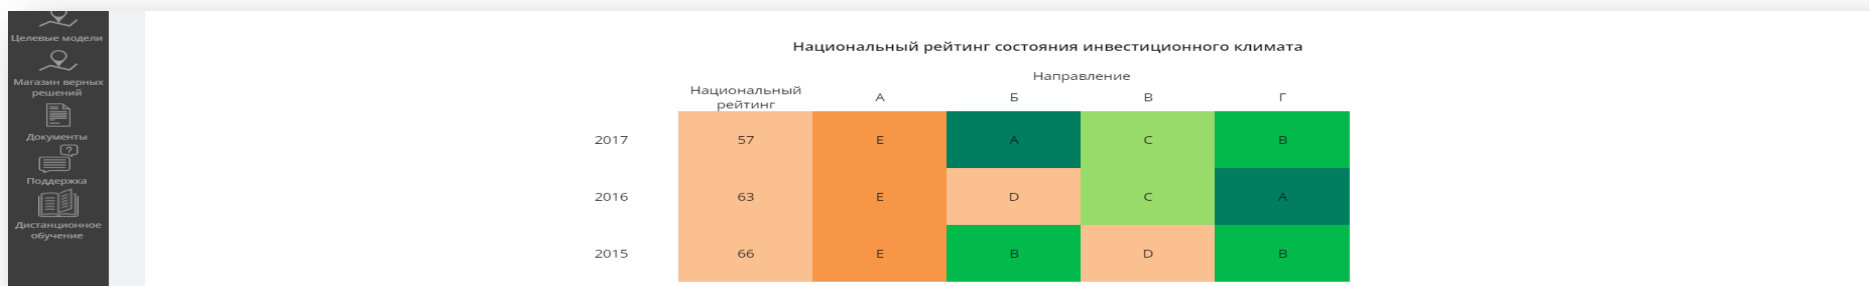 Целевые модели
Магазин верных
решений
Документы
Поддержка
Дистанционное
обучение
Национальный рейтинг состояния инвестиционного климата
Направление
Национальный
рейтинг
А Б В Г
2017 57 E A C B
2016 63 E D C A
2015 66 E B D B